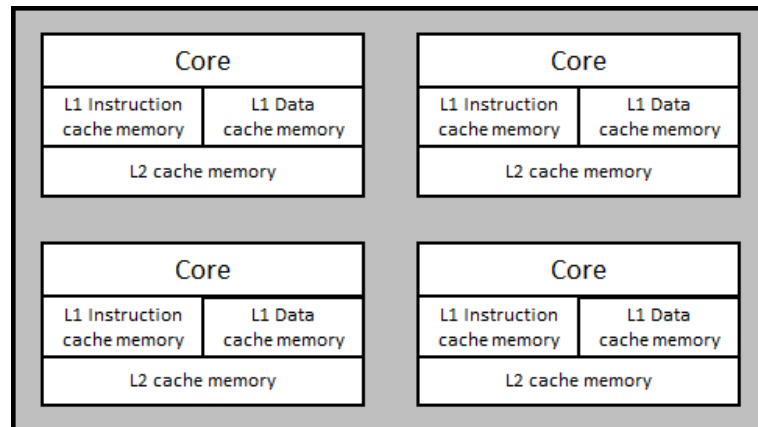 Core
L1 Instruction
cache memory
L1 Data
cache memory
L2 cache memory
Core
L1 Instruction
cache memory
L1 Data
cache memory
L2 cache memory
Core
L1 Instruction
cache memory
L1 Data
cache memory
L2 cache memory
Core
L1 Instruction
cache memory
L1 Data
cache memory
L2 cache memory